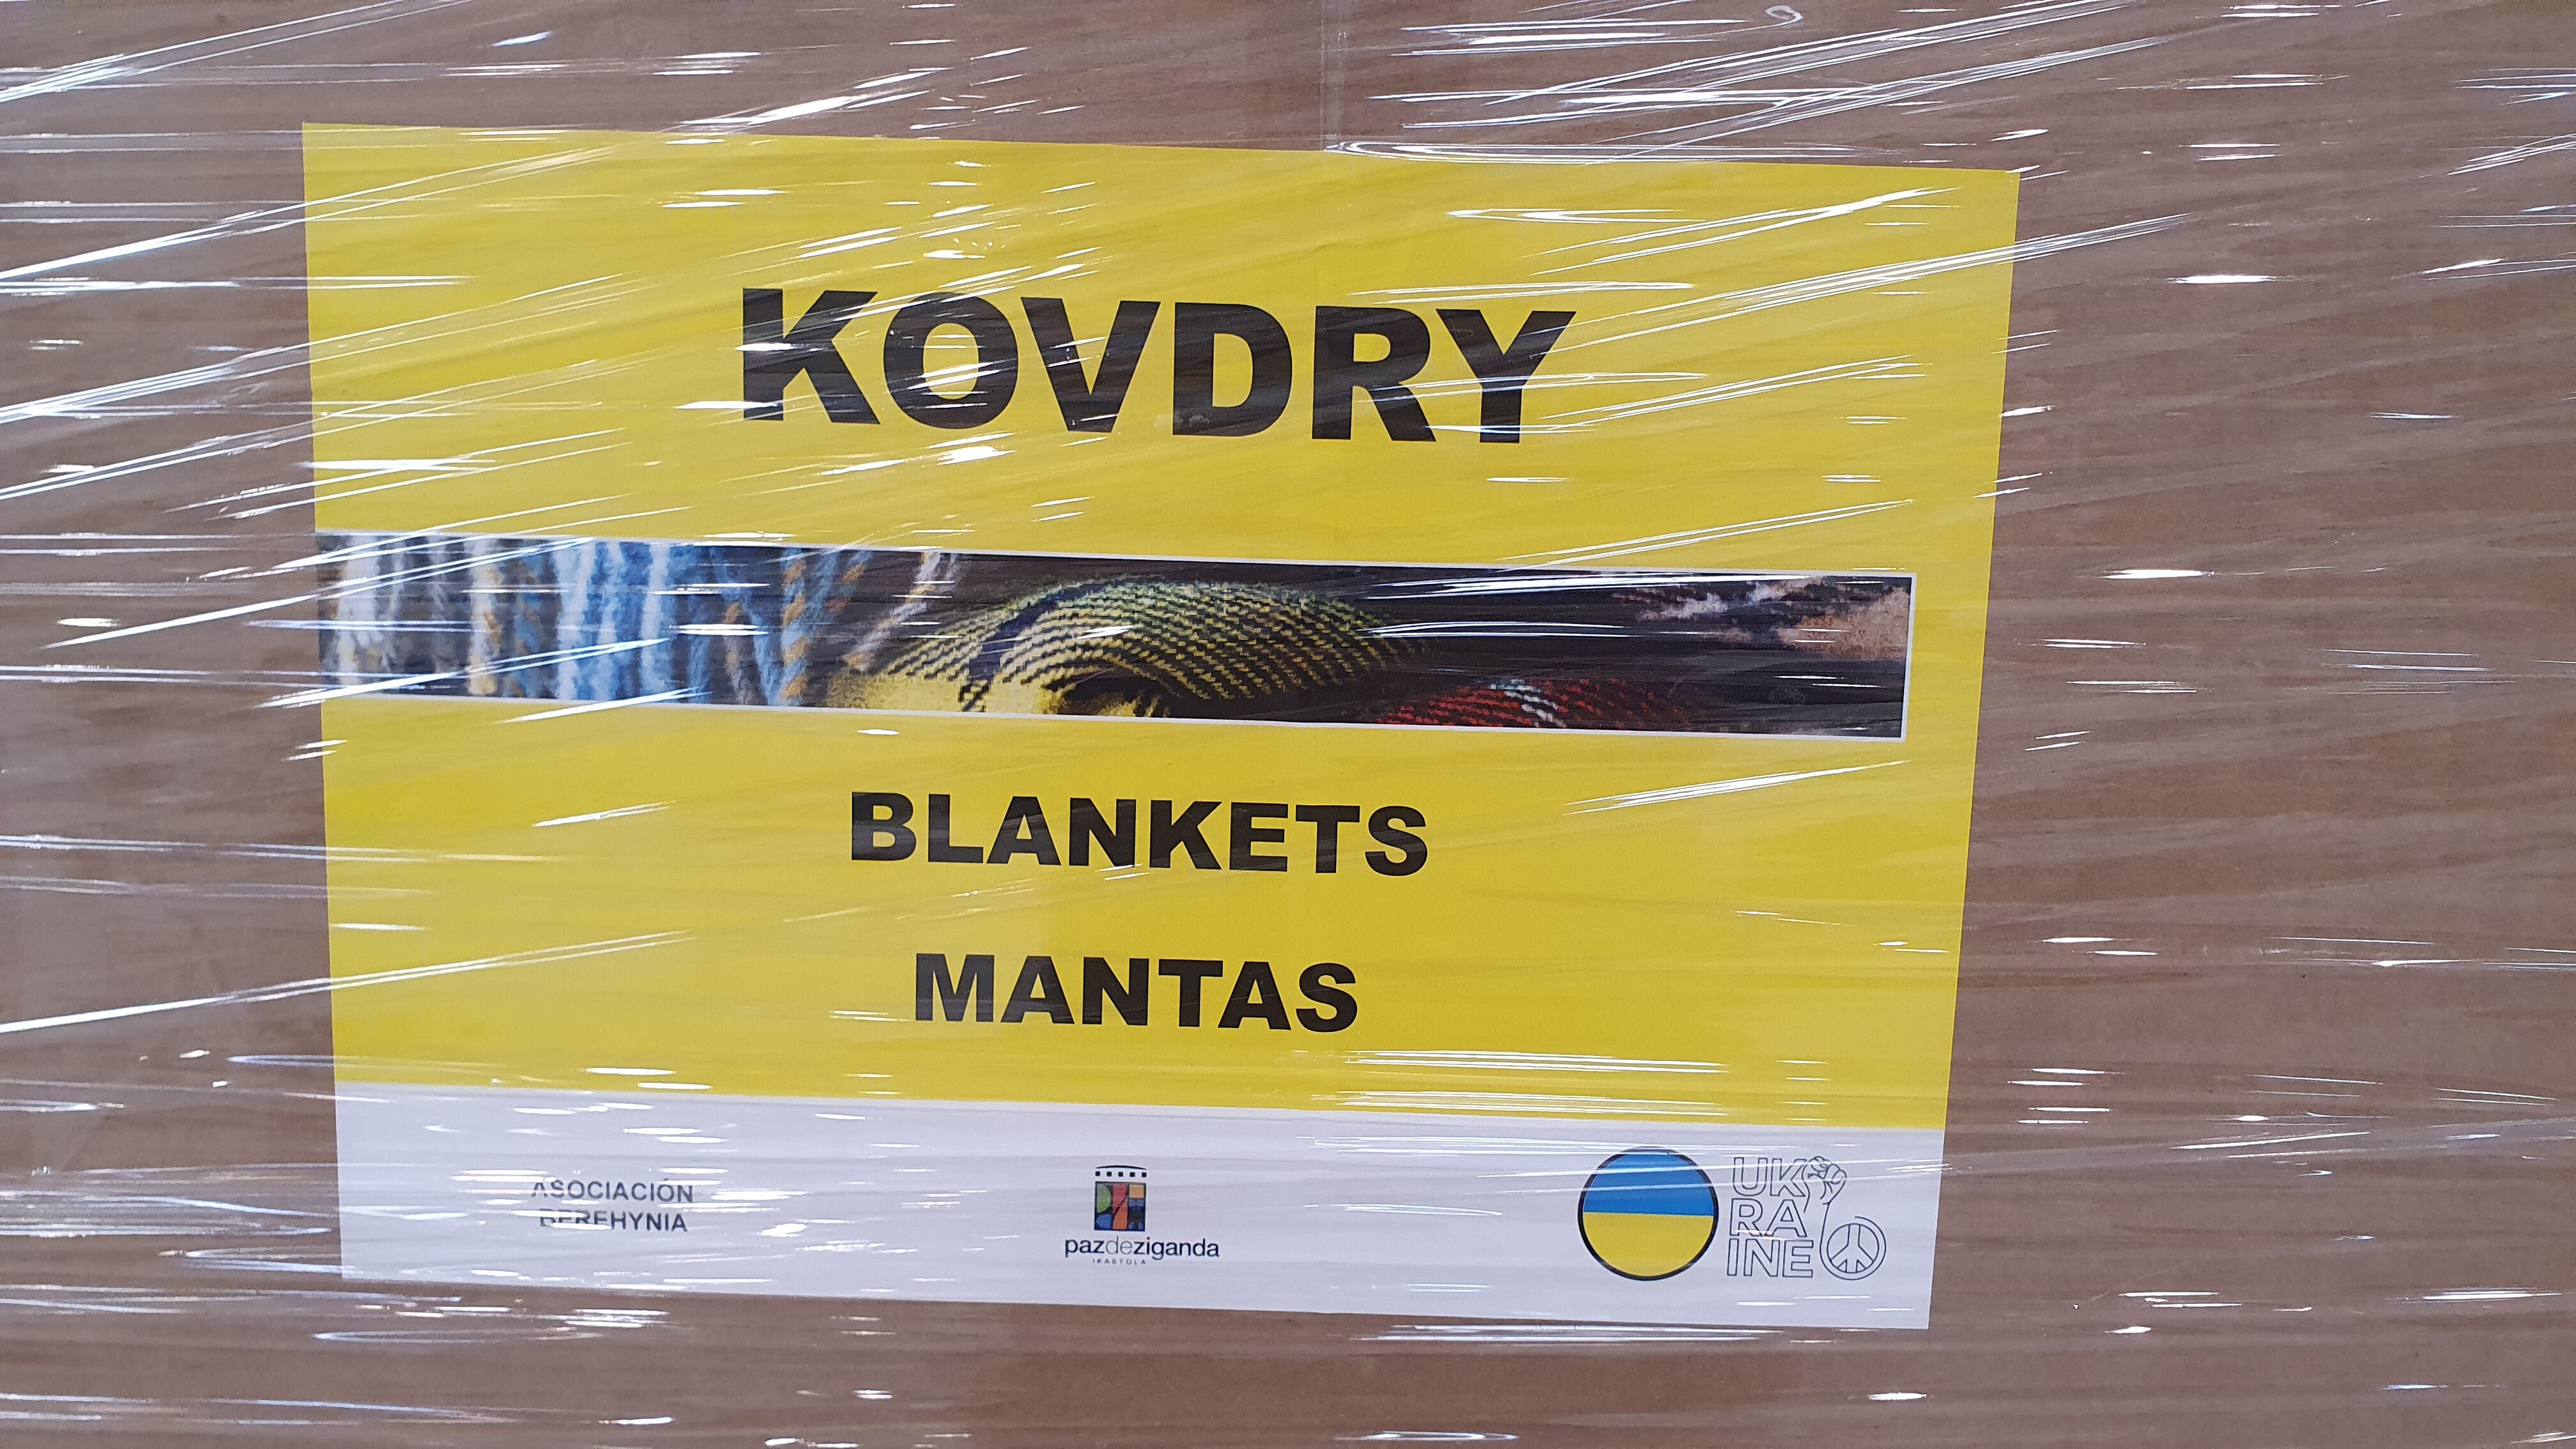 KOVDRY
BLANKETS
MANTAS
ASOCIACIÓN
BEREHYNIA
pazdeziganda
IKASTOLA
UK
RA
INE